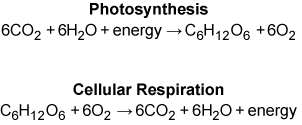 Photosynthesis
6CO₂ + 6H₂O + energy → C₆H₁₂O₆ + 6O₂
Cellular Respiration
C₆H₁₂O₆ + 6O₂ → 6CO₂ + 6H₂O + energy